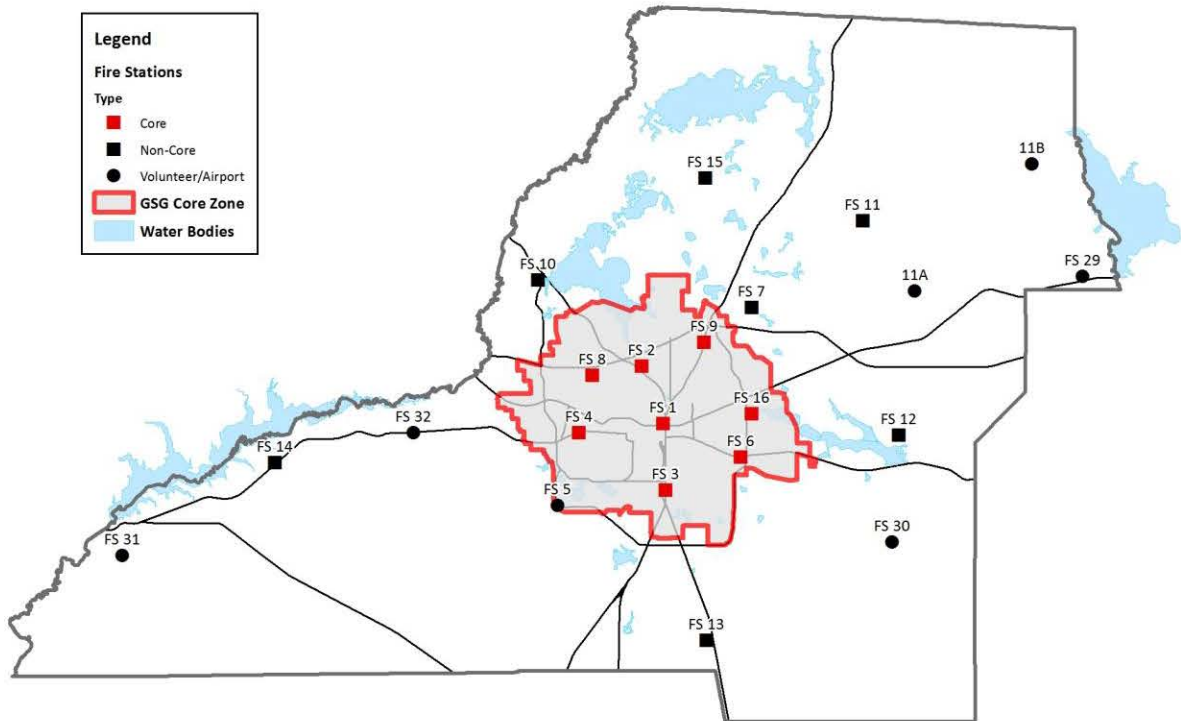 Legend
Fire Stations
Type
Core
Non-Core
Volunteer/Airport
GSG Core Zone
Water Bodies
11B
FS 15
FS 11
FS 10
FS 29
11A
FS 7
FS 9
FS 2
FS 8
FS 16
FS 1
FS 4
FS 32
FS 12
FS 14
FS 6
FS 3
FS 5
FS 30
FS 31
FS 13